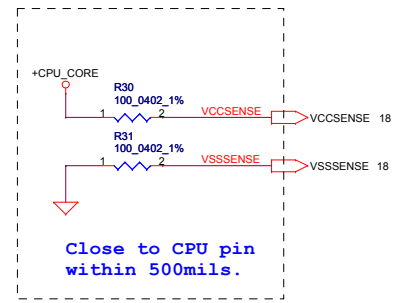 +CPU_CORE
R30
100_0402_1%
1 2 VCCSENSE VCCSENSE 18
R31
100_0402_1%
1 2 VSSSENSE VSSSENSE 18
Close to CPU pin
within 500mils.